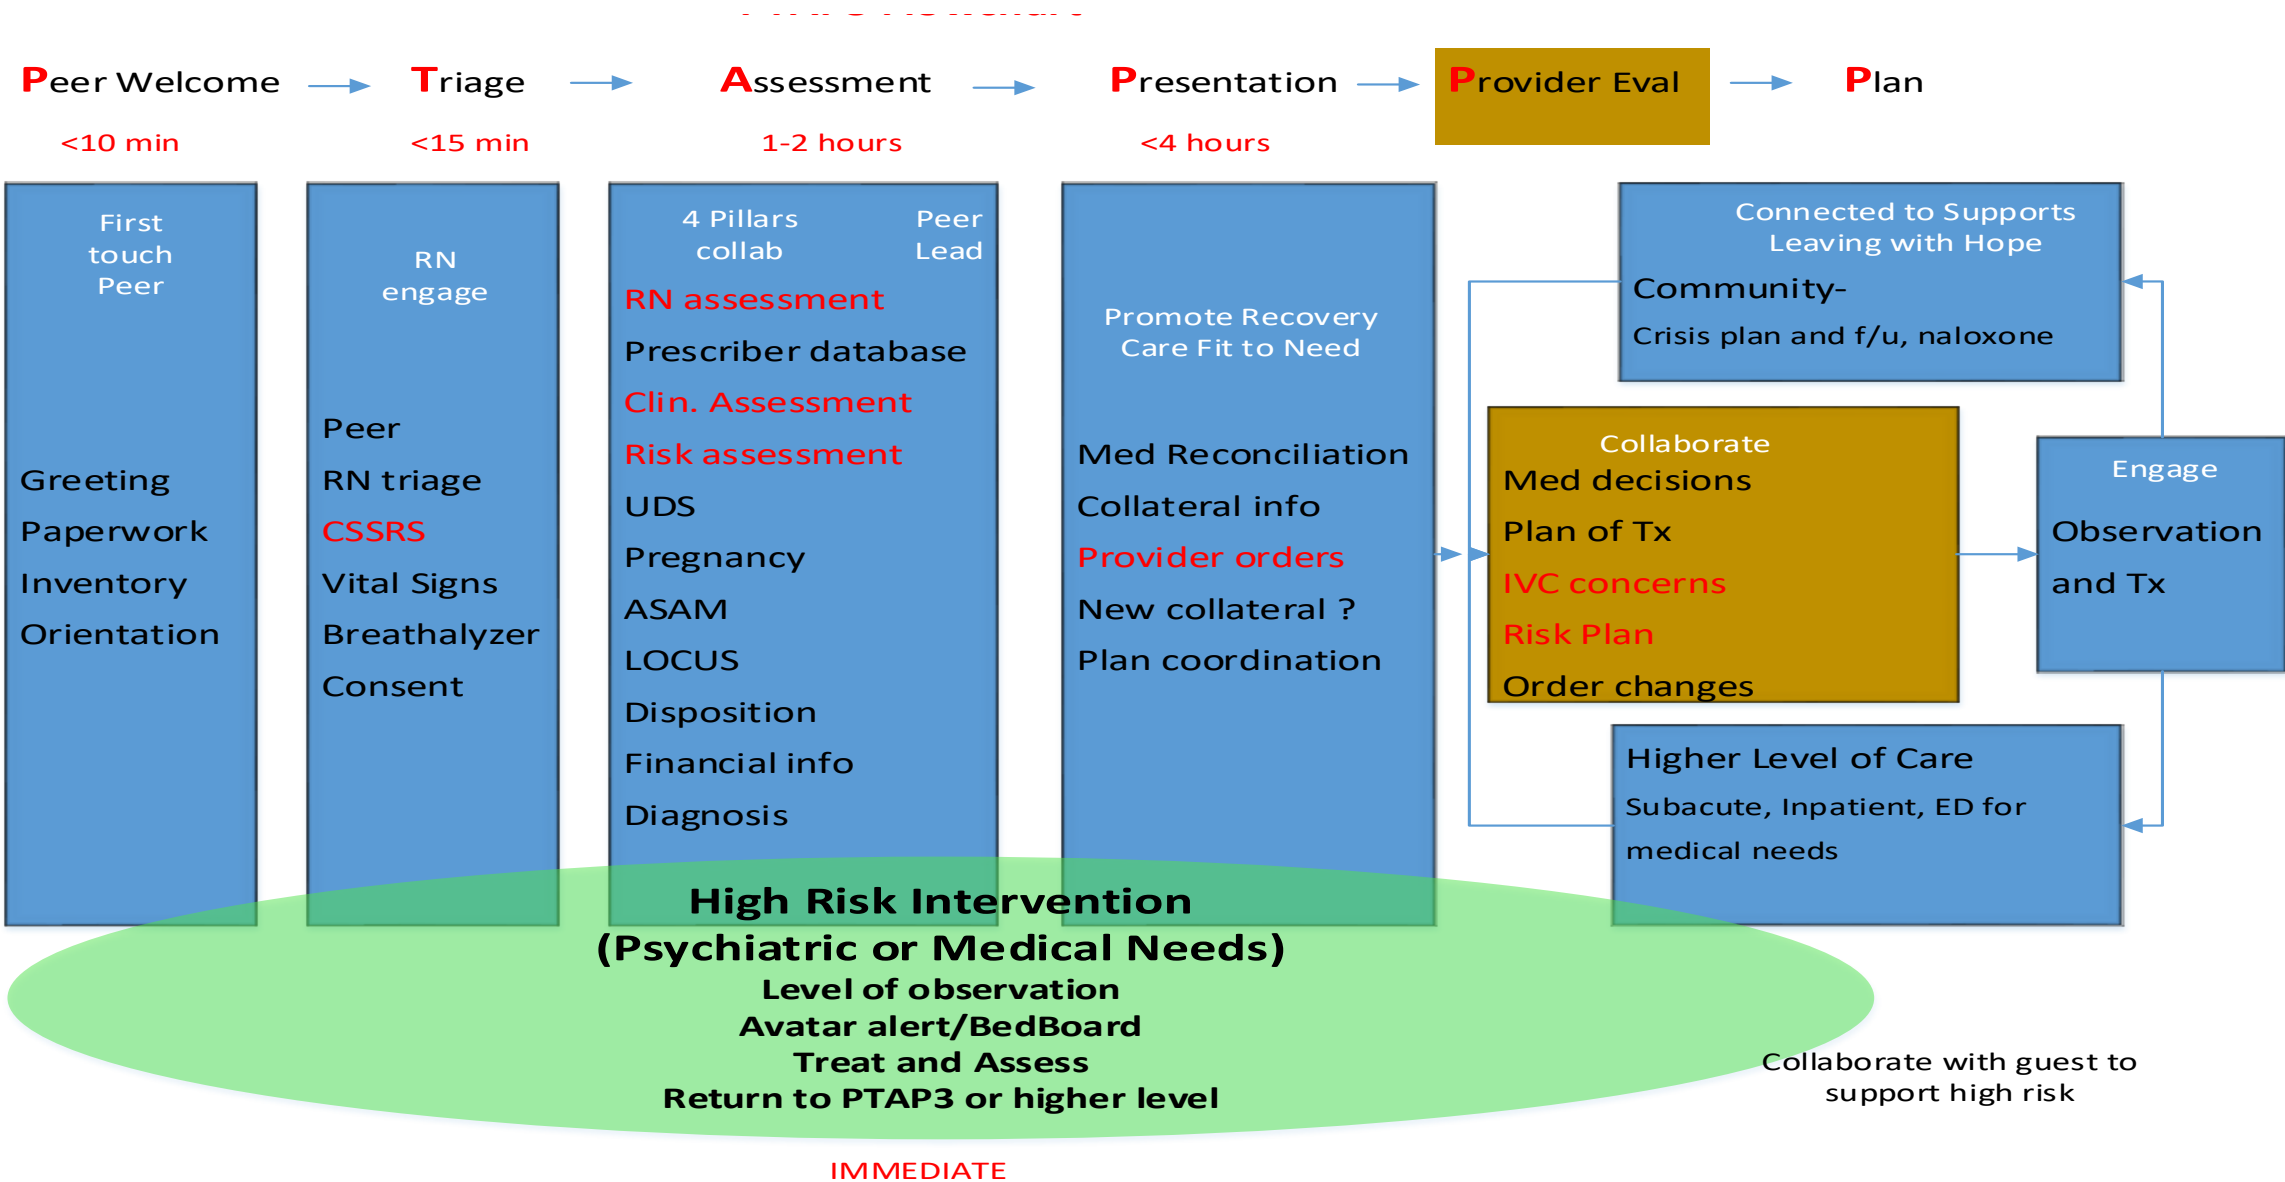 Flowchart
Peer Welcome
Triage
Assessment
Presentation
Provider Eval
Plan
<10 min
<15 min
1-2 hours
<4 hours
First
touch
Peer
Greeting
Paperwork
Inventory
Orientation
RN
engage
Peer
RN triage
CSSRS
Vital Signs
Breathalyzer
Consent
4 Pillars
collab
Peer
Lead
RN assessment
Prescriber database
Clin. Assessment
Risk assessment
UDS
Pregnancy
ASAM
LOCUS
Disposition
Financial info
Diagnosis
Promote Recovery
Care Fit to Need
Med Reconciliation
Collateral info
Provider orders
New collateral ?
Plan coordination
Connected to Supports
Leaving with Hope
Community-
Crisis plan and f/u, naloxone
Collaborate
Med decisions
Plan of Tx
IVC concerns
Risk Plan
Order changes
Engage
Observation
and Tx
Higher Level of Care
Subacute, Inpatient, ED for
medical needs
High Risk Intervention
(Psychiatric or Medical Needs)
Level of observation
Avatar alert/BedBoard
Treat and Assess
Return to PTAP3 or higher level
Collaborate with guest to
support high risk
IMMEDIATE